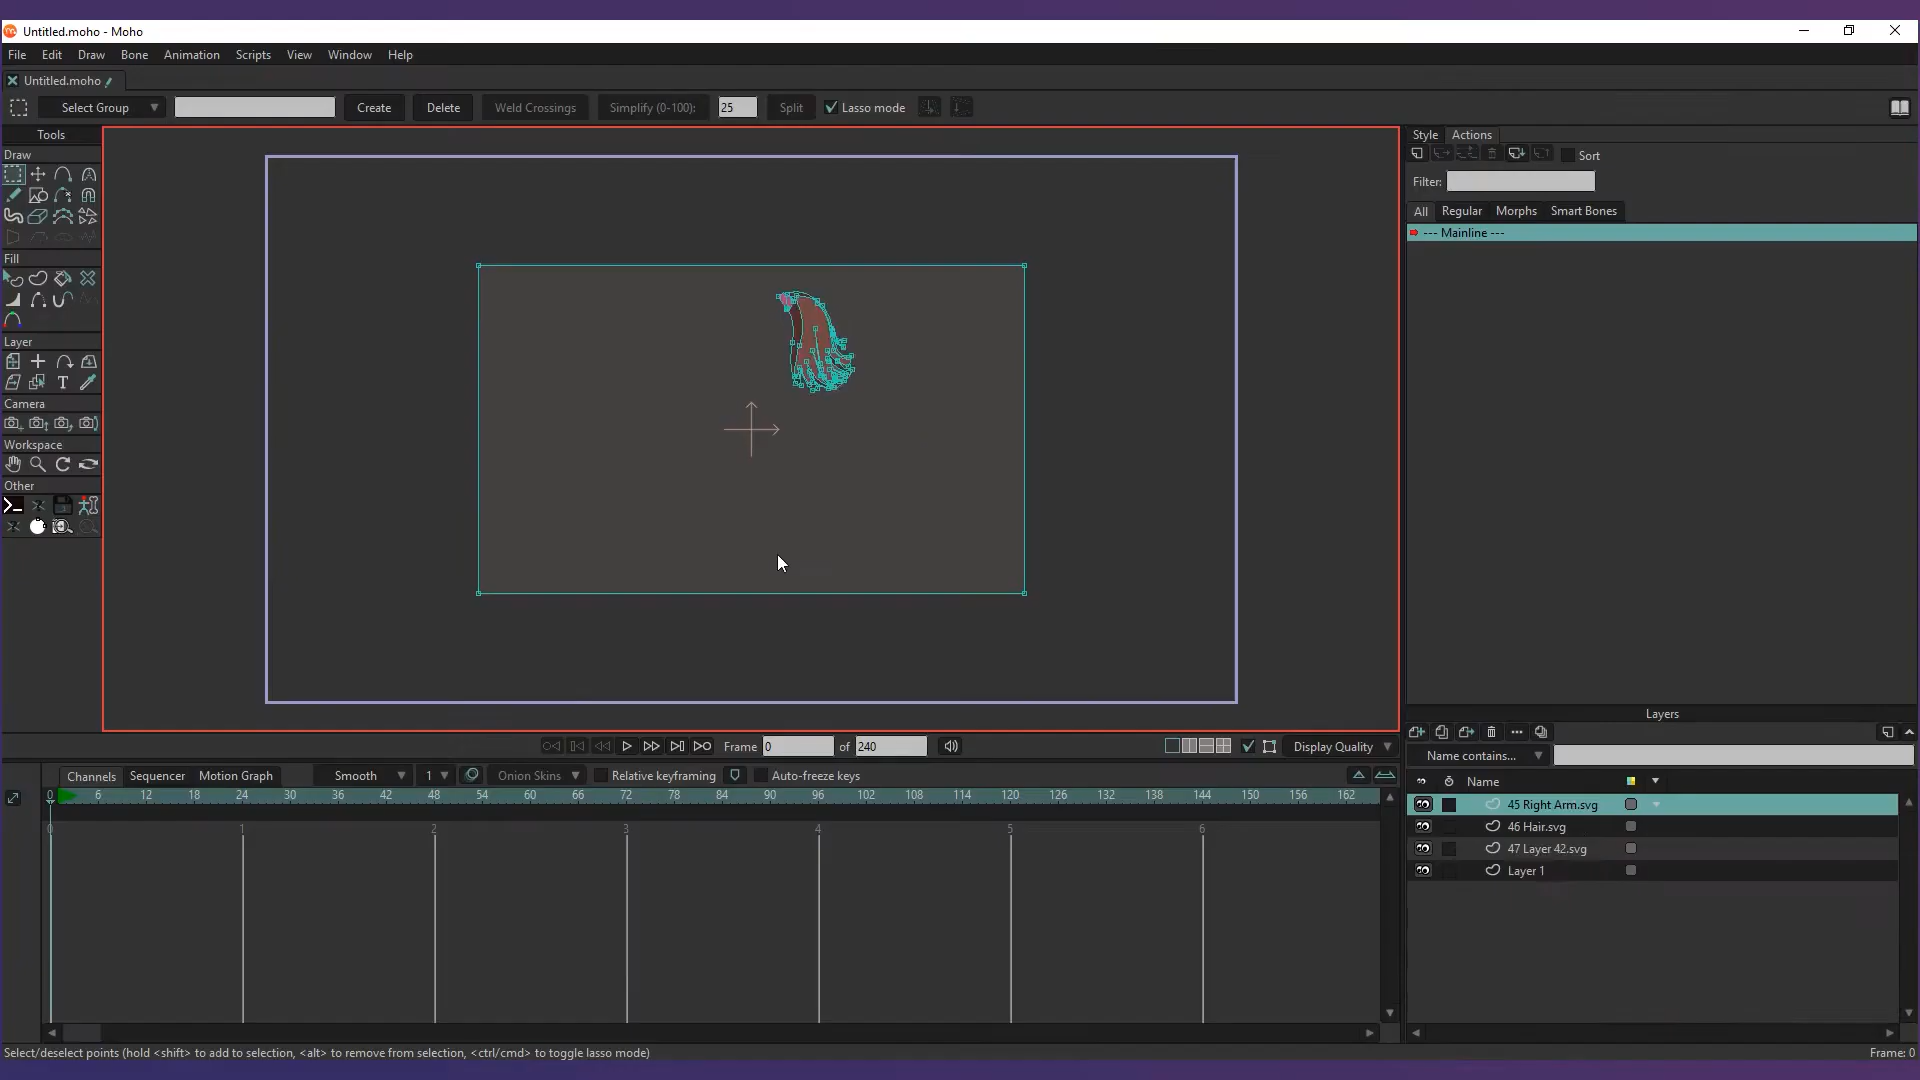 Untitled.moho - Moho
File Edit Draw Bone Animation Scripts View Window Help
Untitled.moho
Select Group Create Delete Weld Crossings Simplify (0-100): 25 Split Lasso mode
Tools
Draw
Fill
Layer
T
Camera
Workspace
Other
Style Actions
Sort
Filter:
All Regular Morphs Smart Bones
--- Mainline ---
Layers
Name contains...
Name
45 Right Arm.svg
46 Hair.svg
47 Layer 42.svg
Layer 1
Frame 0 of 240 Display Quality
Channels Sequencer Motion Graph Smooth 1 Onion Skins Relative keyframing Auto-freeze keys
0 6 12 18 24 30 36 42 48 54 60 66 72 78 84 90 96 102 108 114 120 126 132 138 144 150 156 162
0 1 2 3 4 5 6
Select/deselect points (hold <shift> to add to selection, <alt> to remove from selection, <ctrl/cmd> to toggle lasso mode) Frame: 0